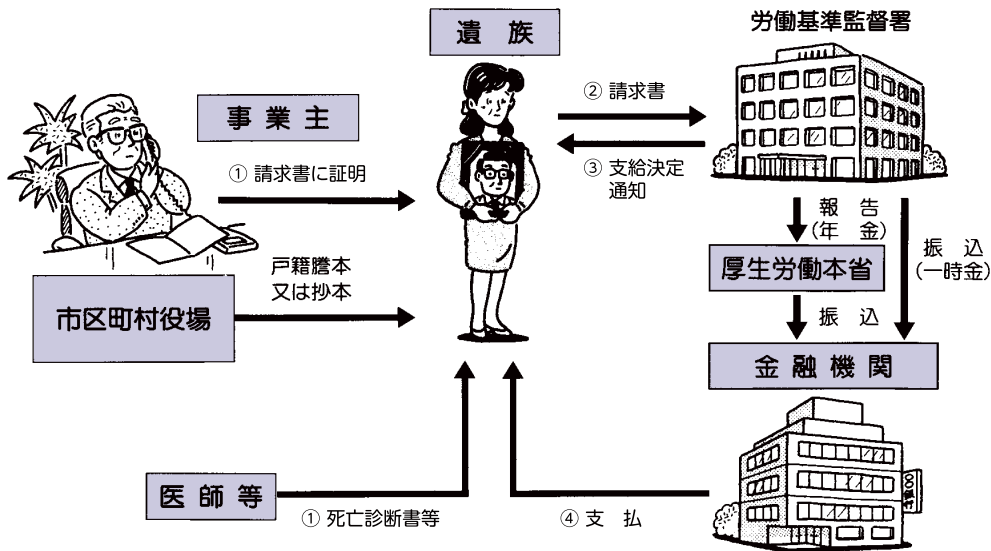 遺族
労働基準監督署
事業主
② 請求書
① 請求書に証明
③ 支給決定
通知
報告
(年金)
振込
(一時金)
戸籍謄本
又は抄本
厚生労働本省
市区町村役場
振込
金融機関
医師等
① 死亡診断書等
④ 支払